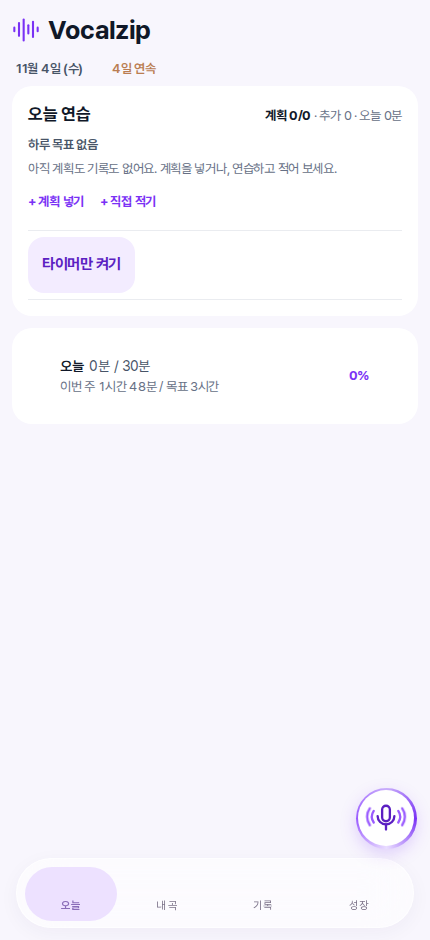 Vocalzip
11월 4일 (수) 4일 연속
오늘 연습 계획 0/0 · 추가 0 · 오늘 0분
하루 목표 없음
아직 계획도 기록도 없어요. 계획을 넣거나, 연습하고 적어 보세요.
+ 계획 넣기 + 직접 적기
타이머만 켜기
오늘 0분 / 30분
이번 주 1시간 48분 / 목표 3시간
0%
오늘 내 곡 기록 성장